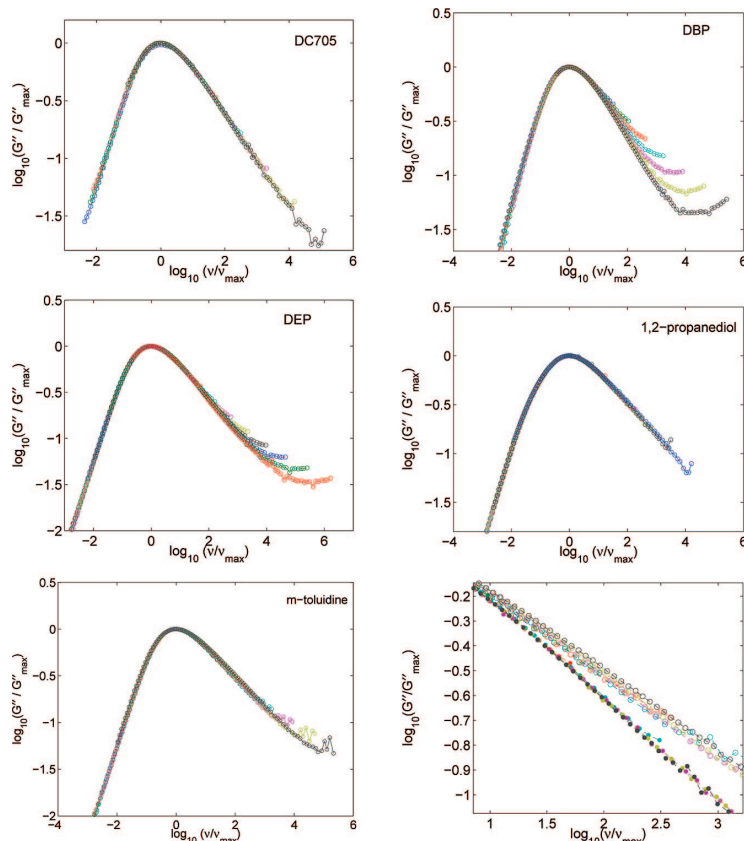 DC705
0
−0.5
−1
−1.5
log10(G″ / G″max)
−2 0 2 4 6
log10 (ν/νmax)
DBP
0.5
0
−0.5
−1
−1.5
log10(G″ / G″max)
−4 −2 0 2 4 6
log10 (ν/νmax)
DEP
0.5
0
−0.5
−1
−1.5
−2
log10(G″ / G″max)
−2 0 2 4 6
log10 (ν/νmax)
1,2−propanediol
0.5
0
−0.5
−1
−1.5
log10(G″ / G″max)
−4 −2 0 2 4 6
log10 (ν/νmax)
m−toluidine
0.5
0
−0.5
−1
−1.5
−2
log10(G″ / G″max)
−4 −2 0 2 4 6
log10 (ν/νmax)
−0.2
−0.3
−0.4
−0.5
−0.6
−0.7
−0.8
−0.9
−1
log10(G″/G″max)
1 1.5 2 2.5 3
log10(ν/νmax)